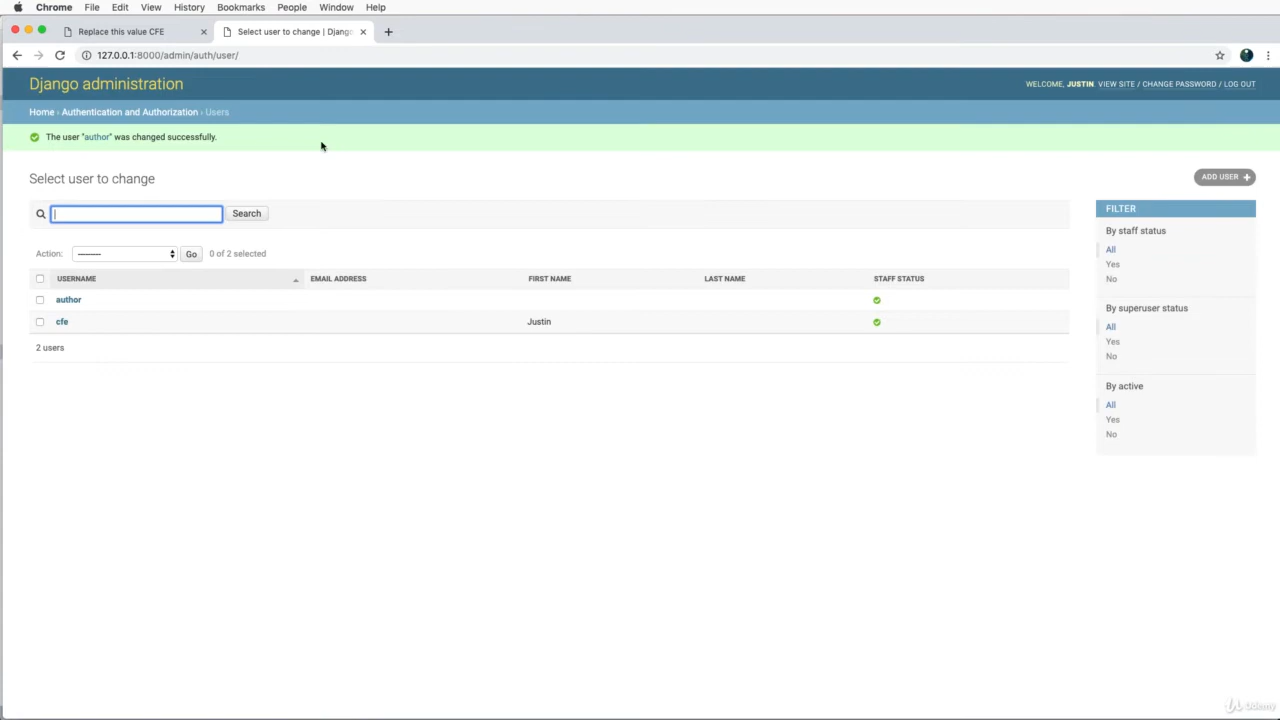 Chrome File Edit View History Bookmarks People Window Help
Replace this value CFE
Select user to change | Django
127.0.0.1:8000/admin/auth/user/
Django administration
WELCOME, JUSTIN. VIEW SITE / CHANGE PASSWORD / LOG OUT
Home › Authentication and Authorization › Users
The user "author" was changed successfully.
Select user to change
ADD USER +
Search
Action: --------- Go 0 of 2 selected
USERNAME EMAIL ADDRESS FIRST NAME LAST NAME STAFF STATUS
author
cfe Justin
2 users
FILTER
By staff status
All
Yes
No
By superuser status
All
Yes
No
By active
All
Yes
No
Udemy